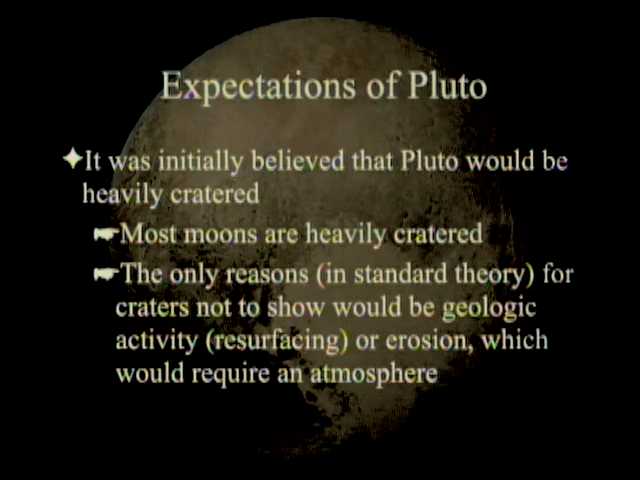 Expectations of Pluto
It was initially believed that Pluto would be
heavily cratered
Most moons are heavily cratered
The only reasons (in standard theory) for
craters not to show would be geologic
activity (resurfacing) or erosion, which
would require an atmosphere